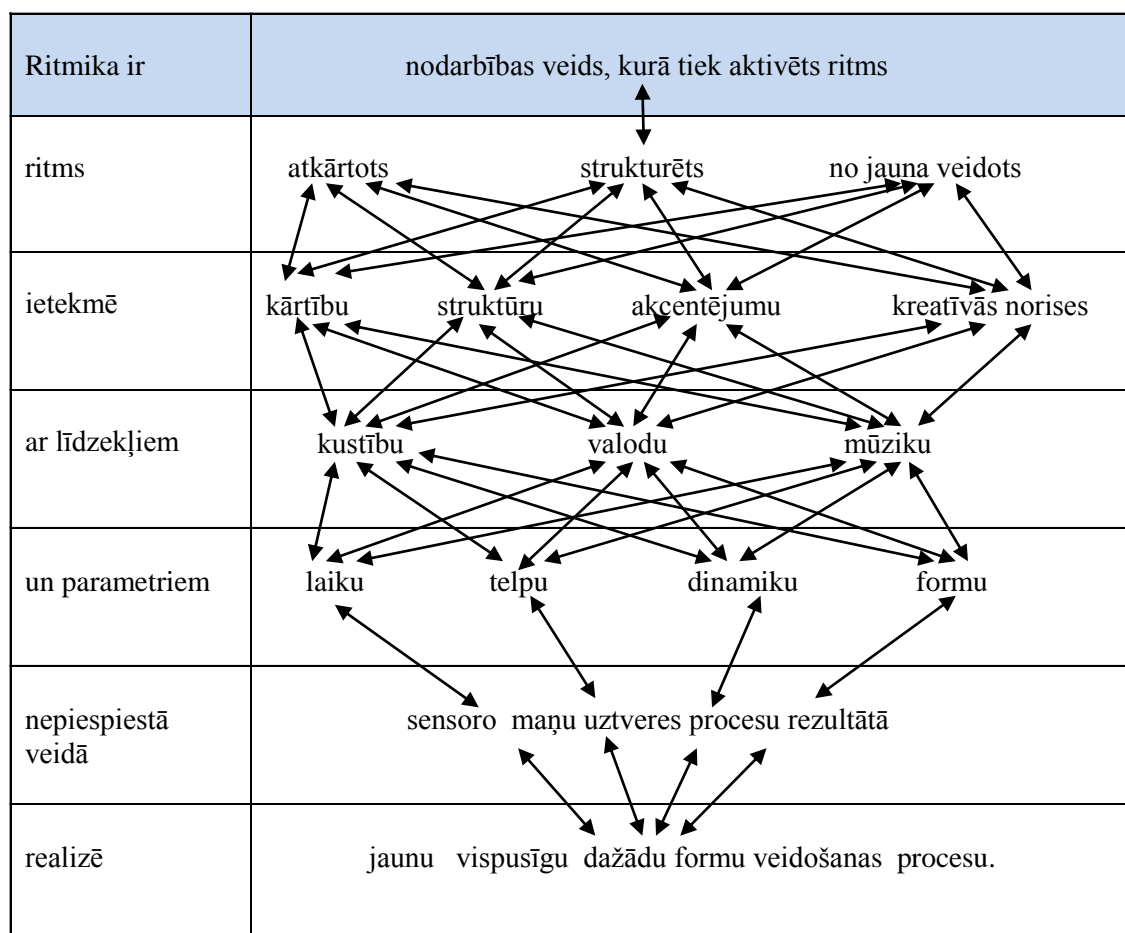 Ritmika ir nodarbības veids, kurā tiek aktivēts ritms
ritms atkārtots strukturēts no jauna veidots
ietekmē kārtību struktūru akcentējumu kreatīvās norises
ar līdzekļiem kustību valodu mūziku
un parametriem laiku telpu dinamiku formu
nepiespiestā sensoro maņu uztveres procesu rezultātā
veidā
realizē jaunu vispusīgu dažādu formu veidošanas procesu.